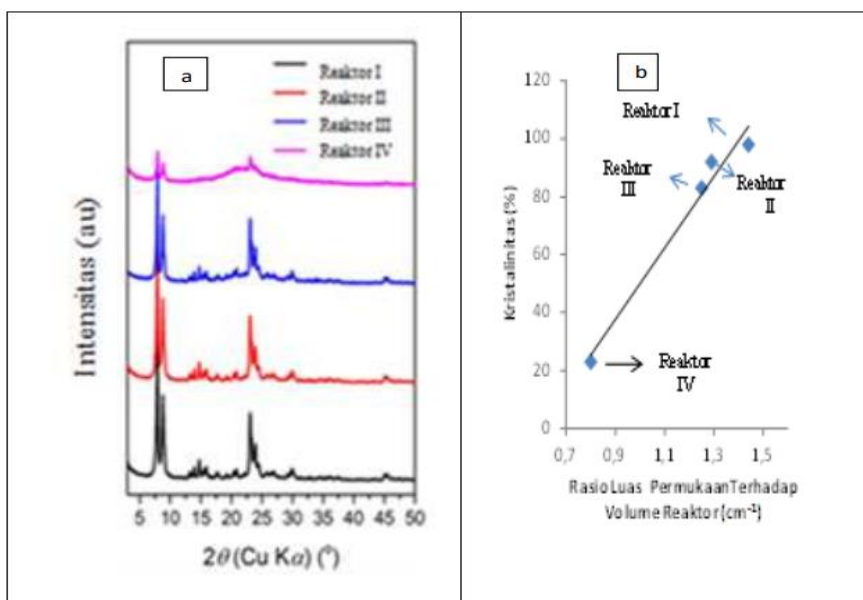 a
Reaktor I
Reaktor II
Reaktor III
Reaktor IV
Intensitas (au)
5 10 15 20 25 30 35 40 45 50
2θ (Cu Kα) (°)
b
120
100
80
60
40
20
0
Kristalinitas (%)
Reaktor I
Reaktor
III
Reaktor
II
Reaktor
IV
0,7 0,9 1,1 1,3 1,5
Rasio Luas Permukaan Terhadap
Volume Reaktor (cm⁻¹)